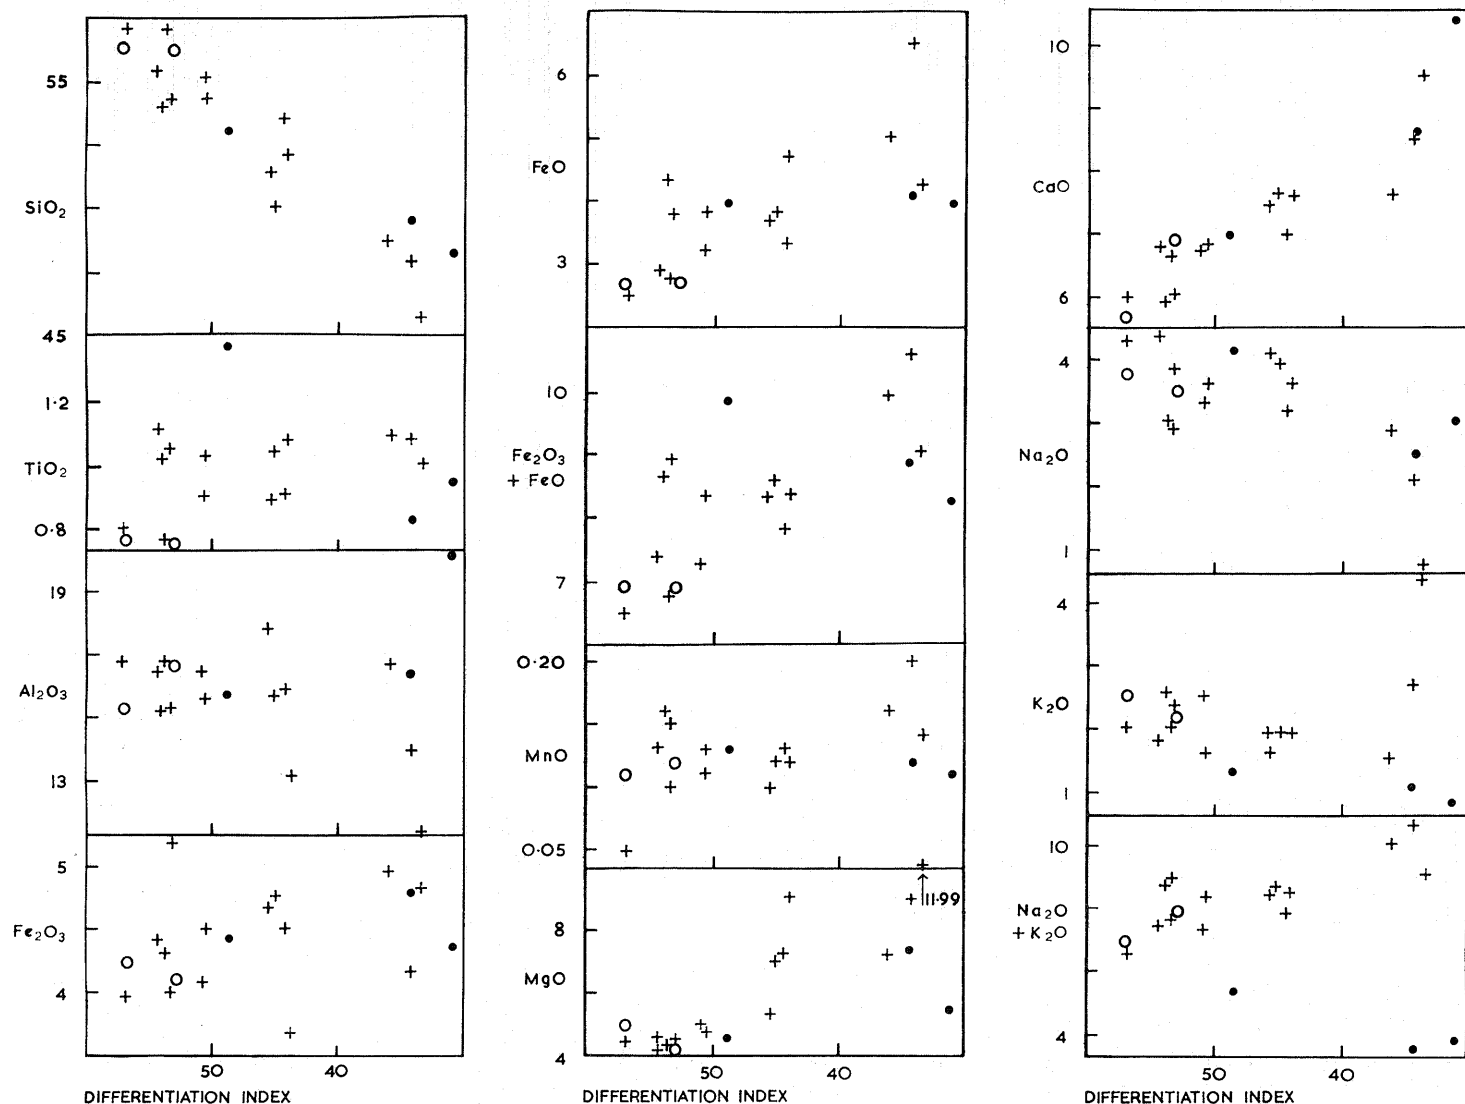 55
SiO₂
45
1·2
TiO₂
0·8
19
Al₂O₃
13
5
Fe₂O₃
4
50
40
DIFFERENTIATION INDEX
6
FeO
3
10
Fe₂O₃
+ FeO
7
0·20
MnO
0·05
11·99
8
MgO
4
50
40
DIFFERENTIATION INDEX
10
CaO
6
4
Na₂O
1
4
K₂O
1
10
Na₂O
+ K₂O
4
50
40
DIFFERENTIATION INDEX